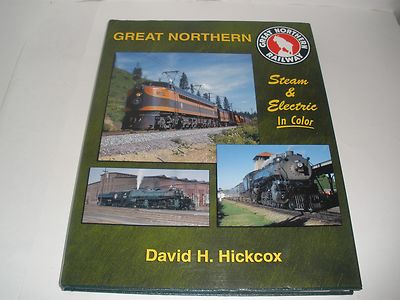 GREAT NORTHERN
GREAT NORTHERN
RAILWAY
Steam
&
Electric
In Color
David H. Hickcox